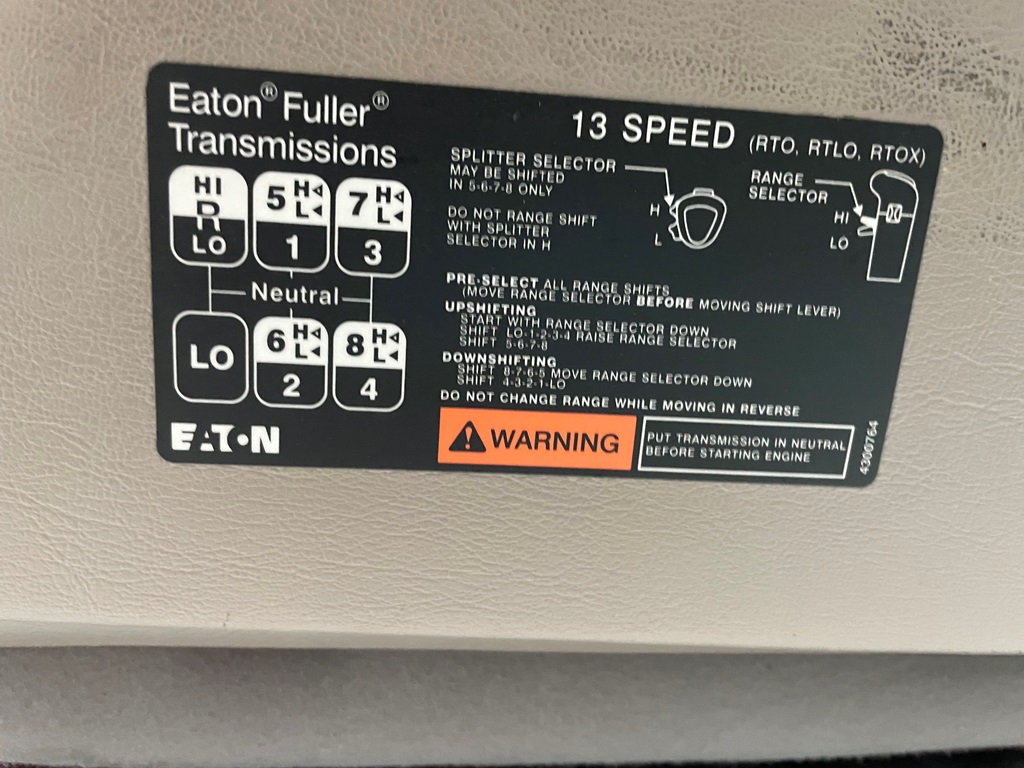 Eaton® Fuller®
Transmissions
13 SPEED (RTO, RTLO, RTOX)
HI
R
LO
5 H L
1
7 H L
3
Neutral
LO
6 H L
2
8 H L
4
EATON
SPLITTER SELECTOR
MAY BE SHIFTED
IN 5-6-7-8 ONLY
DO NOT RANGE SHIFT
WITH SPLITTER
SELECTOR IN H
H
L
RANGE
SELECTOR
HI
LO
PRE-SELECT ALL RANGE SHIFTS
(MOVE RANGE SELECTOR BEFORE MOVING SHIFT LEVER)
UPSHIFTING
START WITH RANGE SELECTOR DOWN
SHIFT LO-1-2-3-4 RAISE RANGE SELECTOR
SHIFT 5-6-7-8
DOWNSHIFTING
SHIFT 8-7-6-5 MOVE RANGE SELECTOR DOWN
SHIFT 4-3-2-1-LO
DO NOT CHANGE RANGE WHILE MOVING IN REVERSE
WARNING
PUT TRANSMISSION IN NEUTRAL
BEFORE STARTING ENGINE
4300764